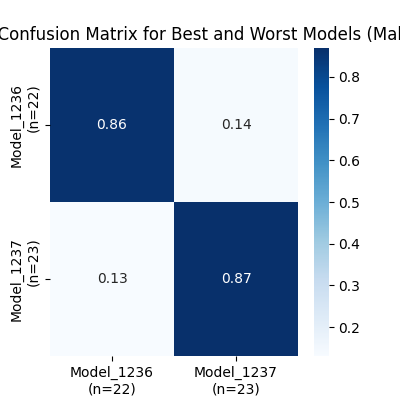 Confusion Matrix for Best and Worst Models (Mal
Model_1236
(n=22)
0.86
0.14
Model_1237
(n=23)
0.13
0.87
Model_1236
(n=22)
Model_1237
(n=23)
0.8
0.7
0.6
0.5
0.4
0.3
0.2